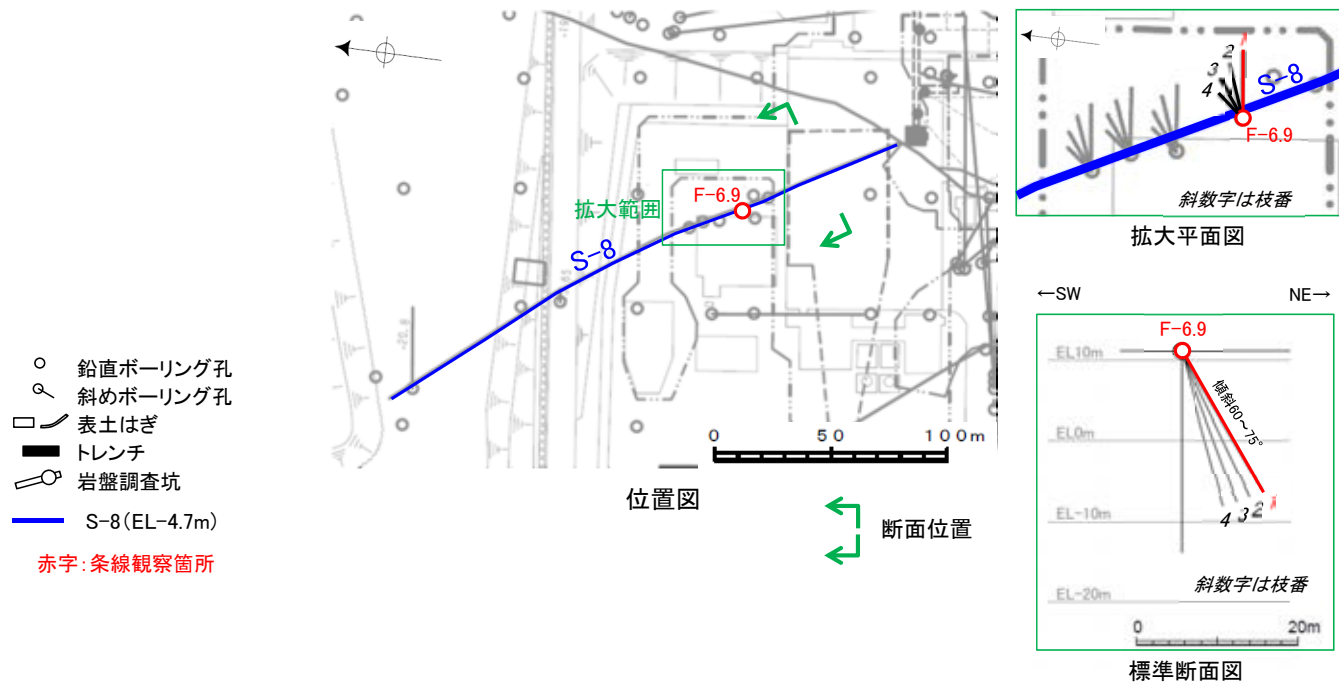 鉛直ボーリング孔
斜めボーリング孔
表土はぎ
トレンチ
岩盤調査坑
S-8(EL-4.7m)
赤字:条線観察箇所
F-6.9
拡大範囲
S-8
0 50 100m
位置図
断面位置
1
2
3
4
S-8
F-6.9
斜数字は枝番
拡大平面図
←SW NE→
F-6.9
EL10m
傾斜60~75°
EL0m
4 3 2 1
EL-10m
斜数字は枝番
EL-20m
0 20m
標準断面図